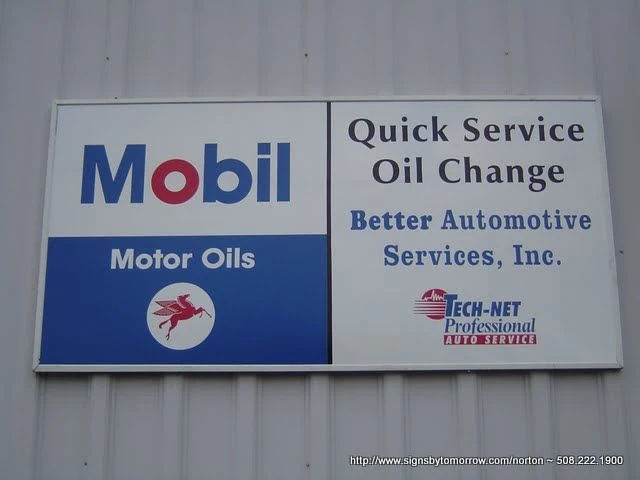 Mobil
Motor Oils
Quick Service
Oil Change
Better Automotive
Services, Inc.
TECH-NET
Professional
AUTO SERVICE
http://www.signsbytomorrow.com/norton ~ 508.222.1900